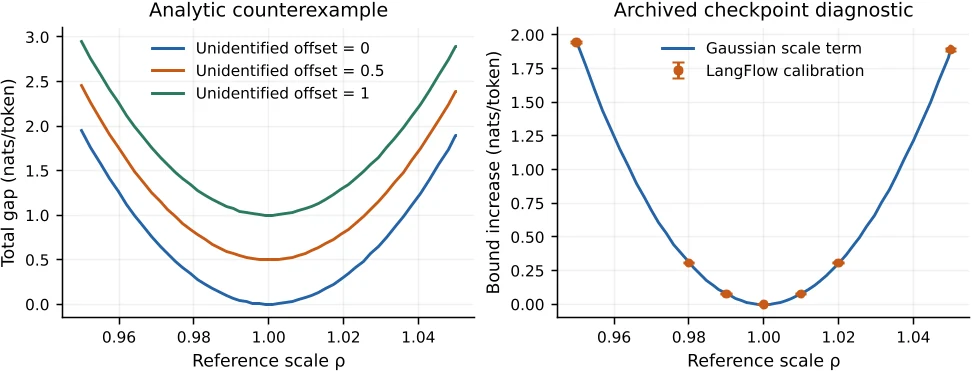 Analytic counterexample
Total gap (nats/token)
3.0
2.5
2.0
1.5
1.0
0.5
0.0
Unidentified offset = 0
Unidentified offset = 0.5
Unidentified offset = 1
0.96
0.98
1.00
1.02
1.04
Reference scale ρ
Archived checkpoint diagnostic
Bound increase (nats/token)
2.00
1.75
1.50
1.25
1.00
0.75
0.50
0.25
0.00
Gaussian scale term
LangFlow calibration
0.96
0.98
1.00
1.02
1.04
Reference scale ρ